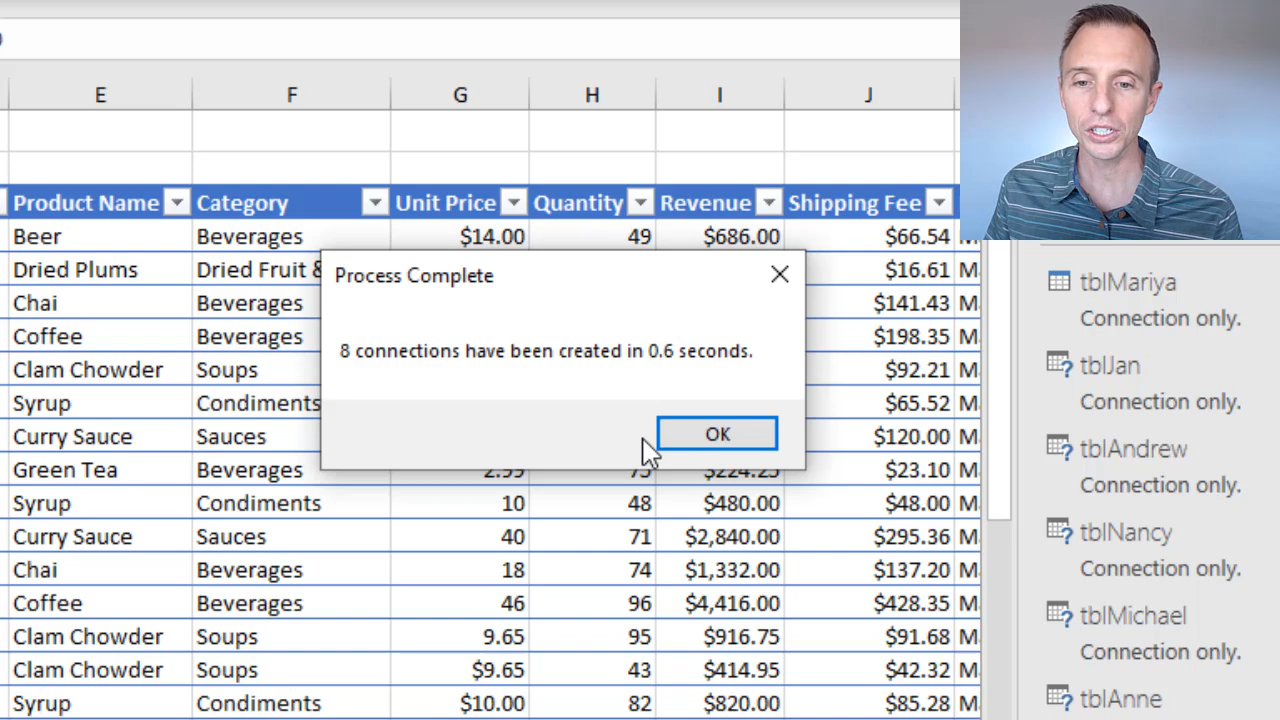 E F G H I J
Product Name Category Unit Price Quantity Revenue Shipping Fee
Beer Beverages $14.00 49 $686.00 $66.54
Dried Plums Dried Fruit & $16.61
Chai Beverages $141.43
Coffee Beverages $198.35
Clam Chowder Soups $92.21
Syrup Condiments $65.52
Curry Sauce Sauces $120.00
Green Tea Beverages 2.99 75 $224.25 $23.10
Syrup Condiments 10 48 $480.00 $48.00
Curry Sauce Sauces 40 71 $2,840.00 $295.36
Chai Beverages 18 74 $1,332.00 $137.20
Coffee Beverages 46 96 $4,416.00 $428.35
Clam Chowder Soups 9.65 95 $916.75 $91.68
Clam Chowder Soups $9.65 43 $414.95 $42.32
Syrup Condiments $10.00 82 $820.00 $85.28
Process Complete
8 connections have been created in 0.6 seconds.
OK
tblMariya
Connection only.
tblJan
Connection only.
tblAndrew
Connection only.
tblNancy
Connection only.
tblMichael
Connection only.
tblAnne